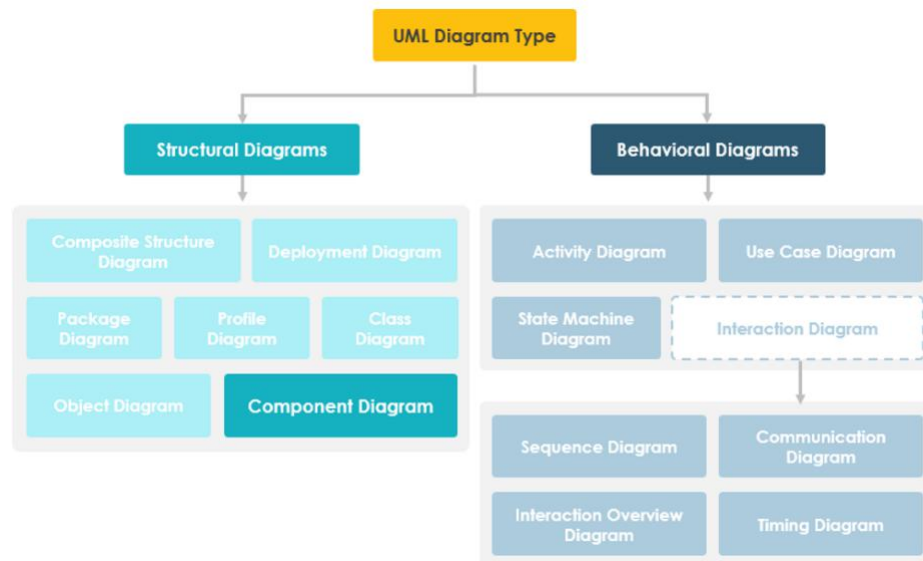 UML Diagram Type
Structural Diagrams
Behavioral Diagrams
Composite Structure
Diagram
Deployment Diagram
Package
Diagram
Profile
Diagram
Class
Diagram
Object Diagram
Component Diagram
Activity Diagram
Use Case Diagram
State Machine
Diagram
Interaction Diagram
Sequence Diagram
Communication
Diagram
Interaction Overview
Diagram
Timing Diagram